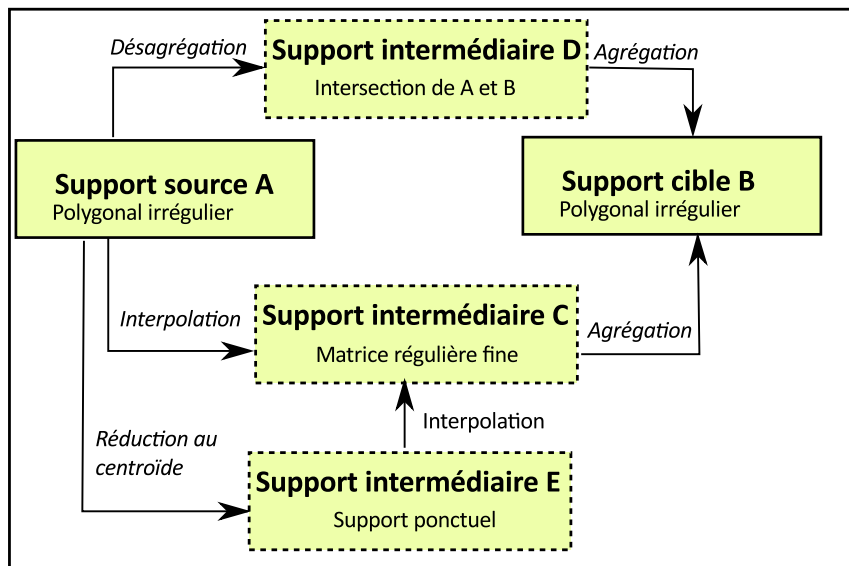 Désagrégation
Support intermédiaire D
Intersection de A et B
Agrégation
Support source A
Polygonal irrégulier
Support cible B
Polygonal irrégulier
Interpolation
Support intermédiaire C
Matrice régulière fine
Agrégation
Interpolation
Réduction au
centroïde
Support intermédiaire E
Support ponctuel